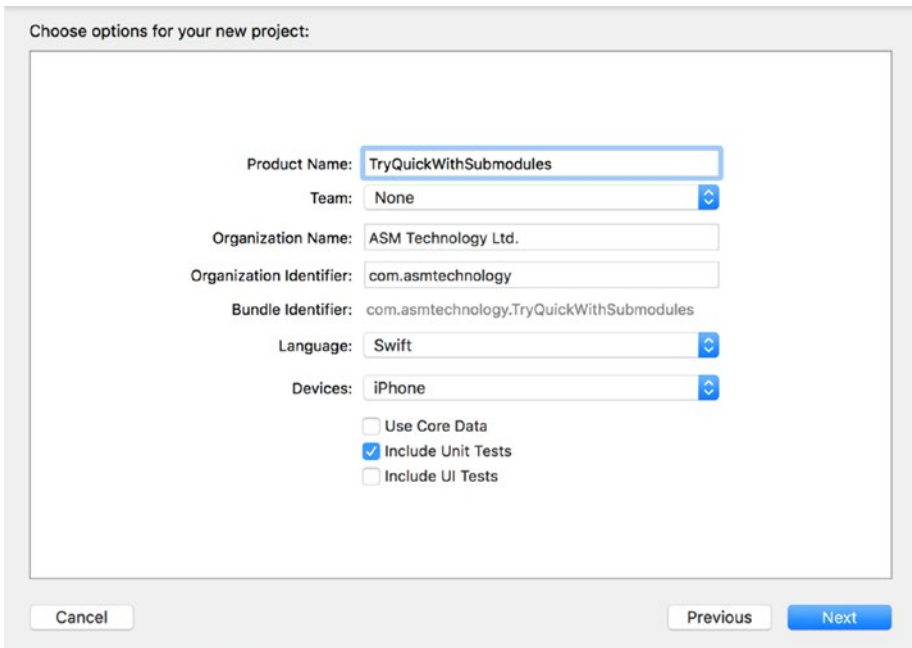 Choose options for your new project:
Product Name: TryQuickWithSubmodules
Team: None
Organization Name: ASM Technology Ltd.
Organization Identifier: com.asmtechnology
Bundle Identifier: com.asmtechnology.TryQuickWithSubmodules
Language: Swift
Devices: iPhone
Use Core Data
Include Unit Tests
Include UI Tests
Cancel Previous Next